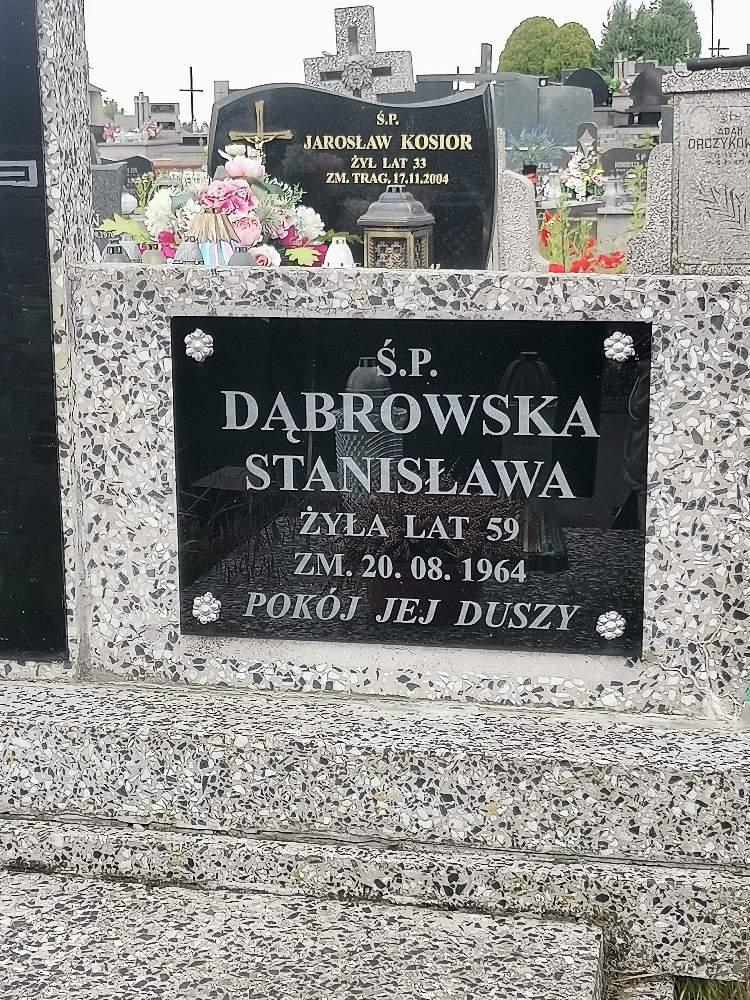 Ś.P.
JAROSŁAW KOSIOR
ŻYŁ LAT 33
ZM. TRAG. 17.11.2004
Ś.P.
ADAM
Ś.P.
DĄBROWSKA
STANISŁAWA
ŻYŁA LAT 59
ZM. 20. 08. 1964
POKÓJ JEJ DUSZY